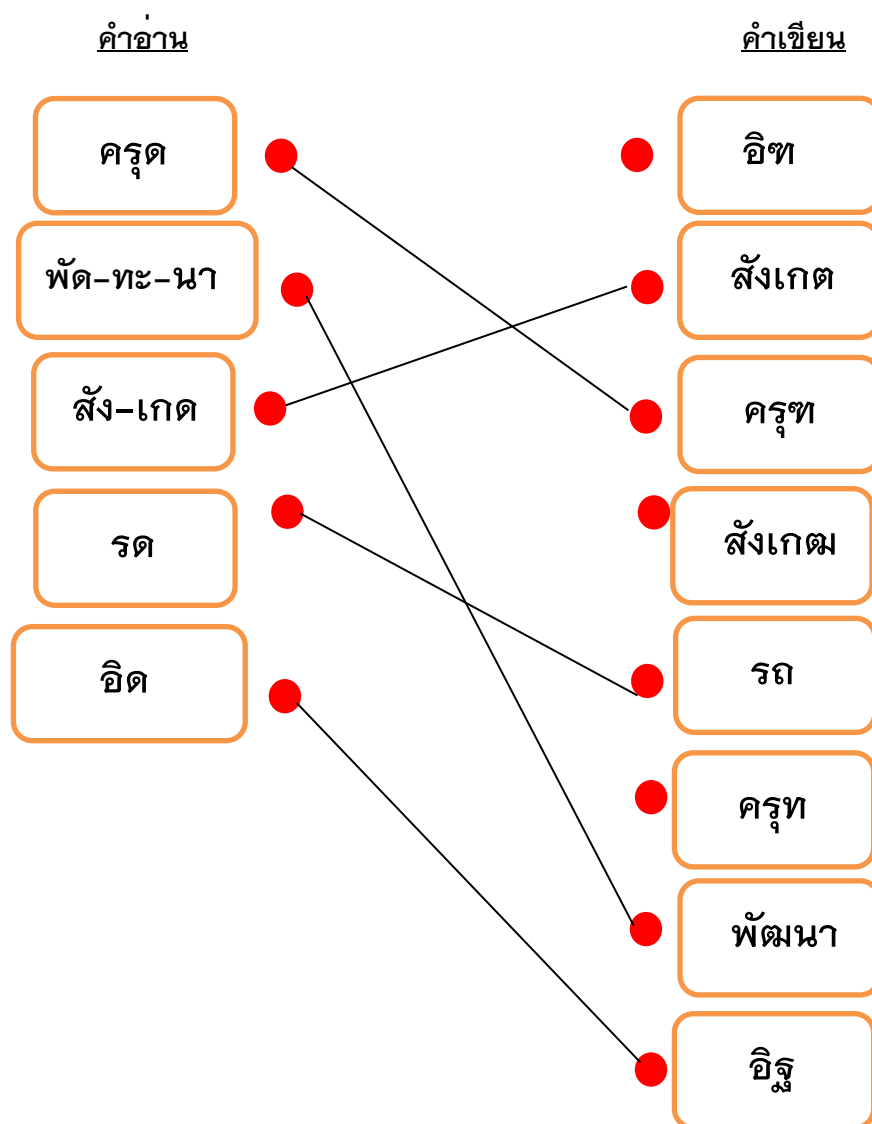 คำอ่าน
คำเขียน
ครุด
อิฑ
พัด-ทะ-นา
สังเกต
สัง-เกด
ครุฑ
รด
สังเกฒ
อิด
รถ
ครุท
พัฒนา
อิฐ